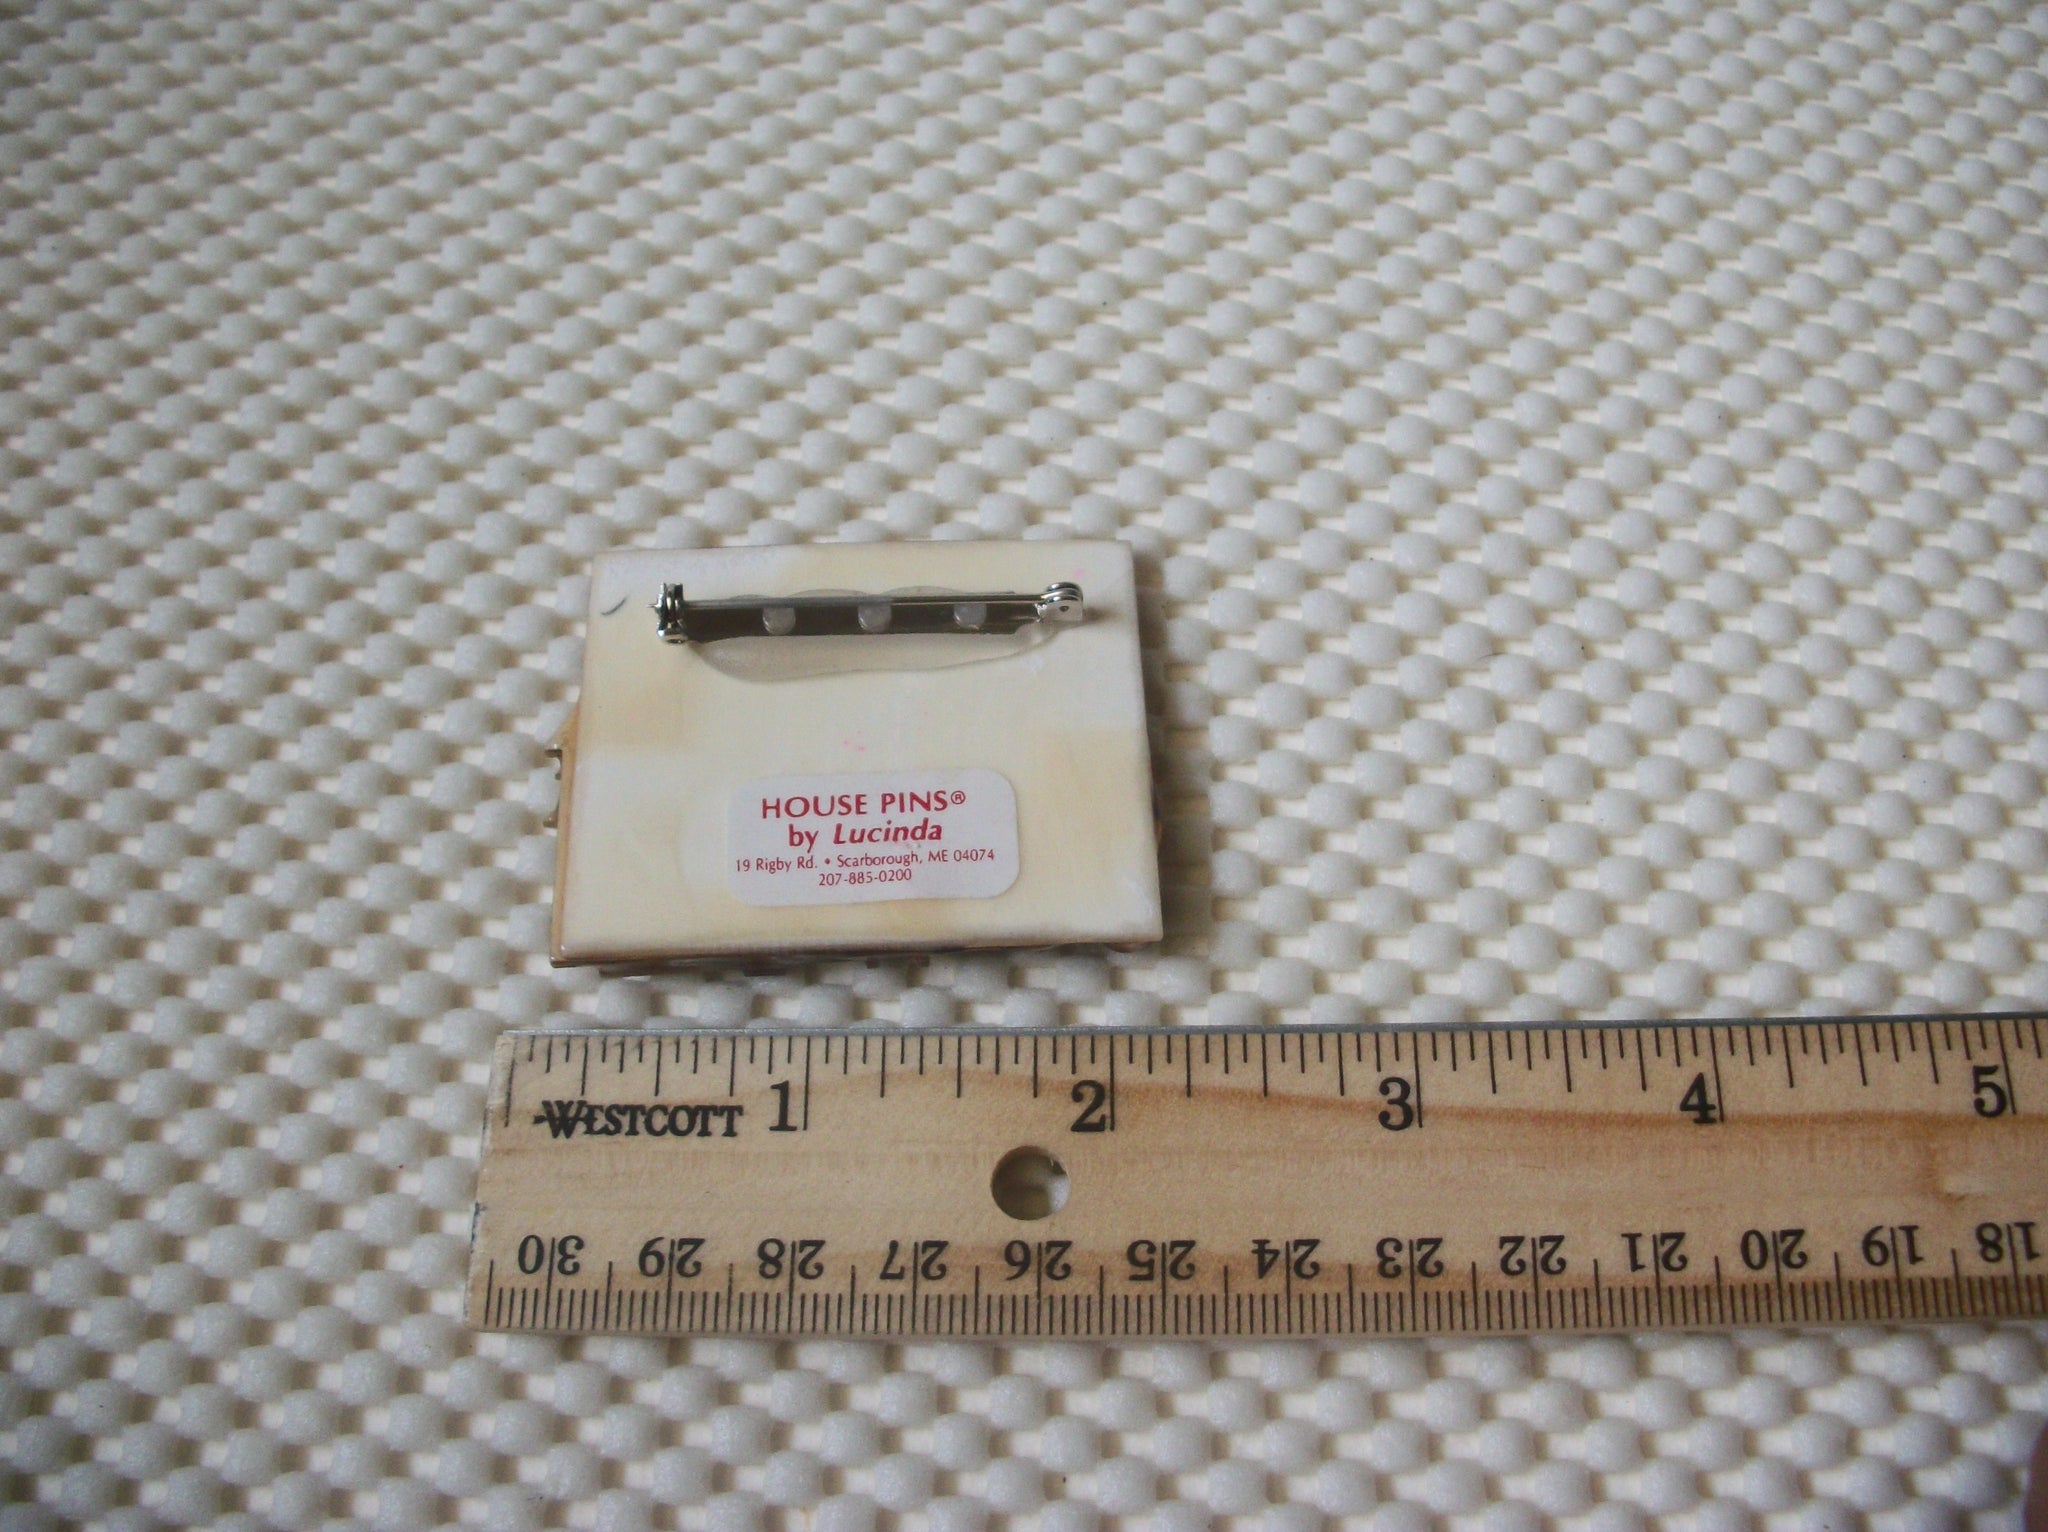 HOUSE PINS®
by Lucinda
19 Rigby Rd. • Scarborough, ME 04074
207-885-0200
1 2 3 4 5
WESTCOTT
30 29 28 27 26 25 24 23 22 21 20 19 18